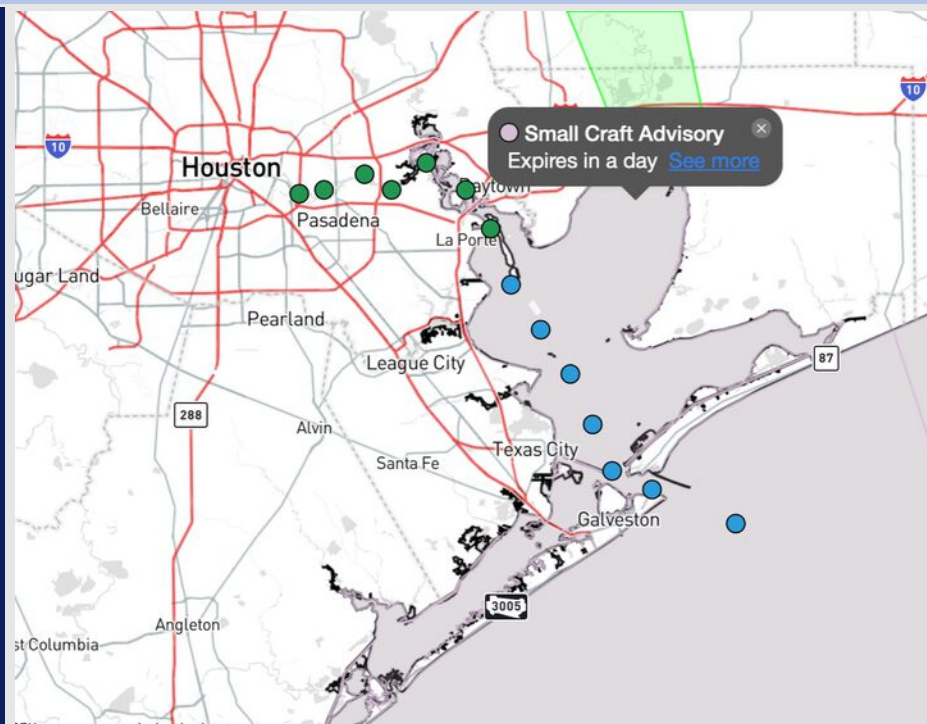 10
10
Small Craft Advisory
Expires in a day See more
Houston
Baytown
Bellaire
Pasadena
La Porte
ugar Land
Pearland
League City
87
288
Alvin
Texas City
Santa Fe
Galveston
3005
Angleton
st Columbia